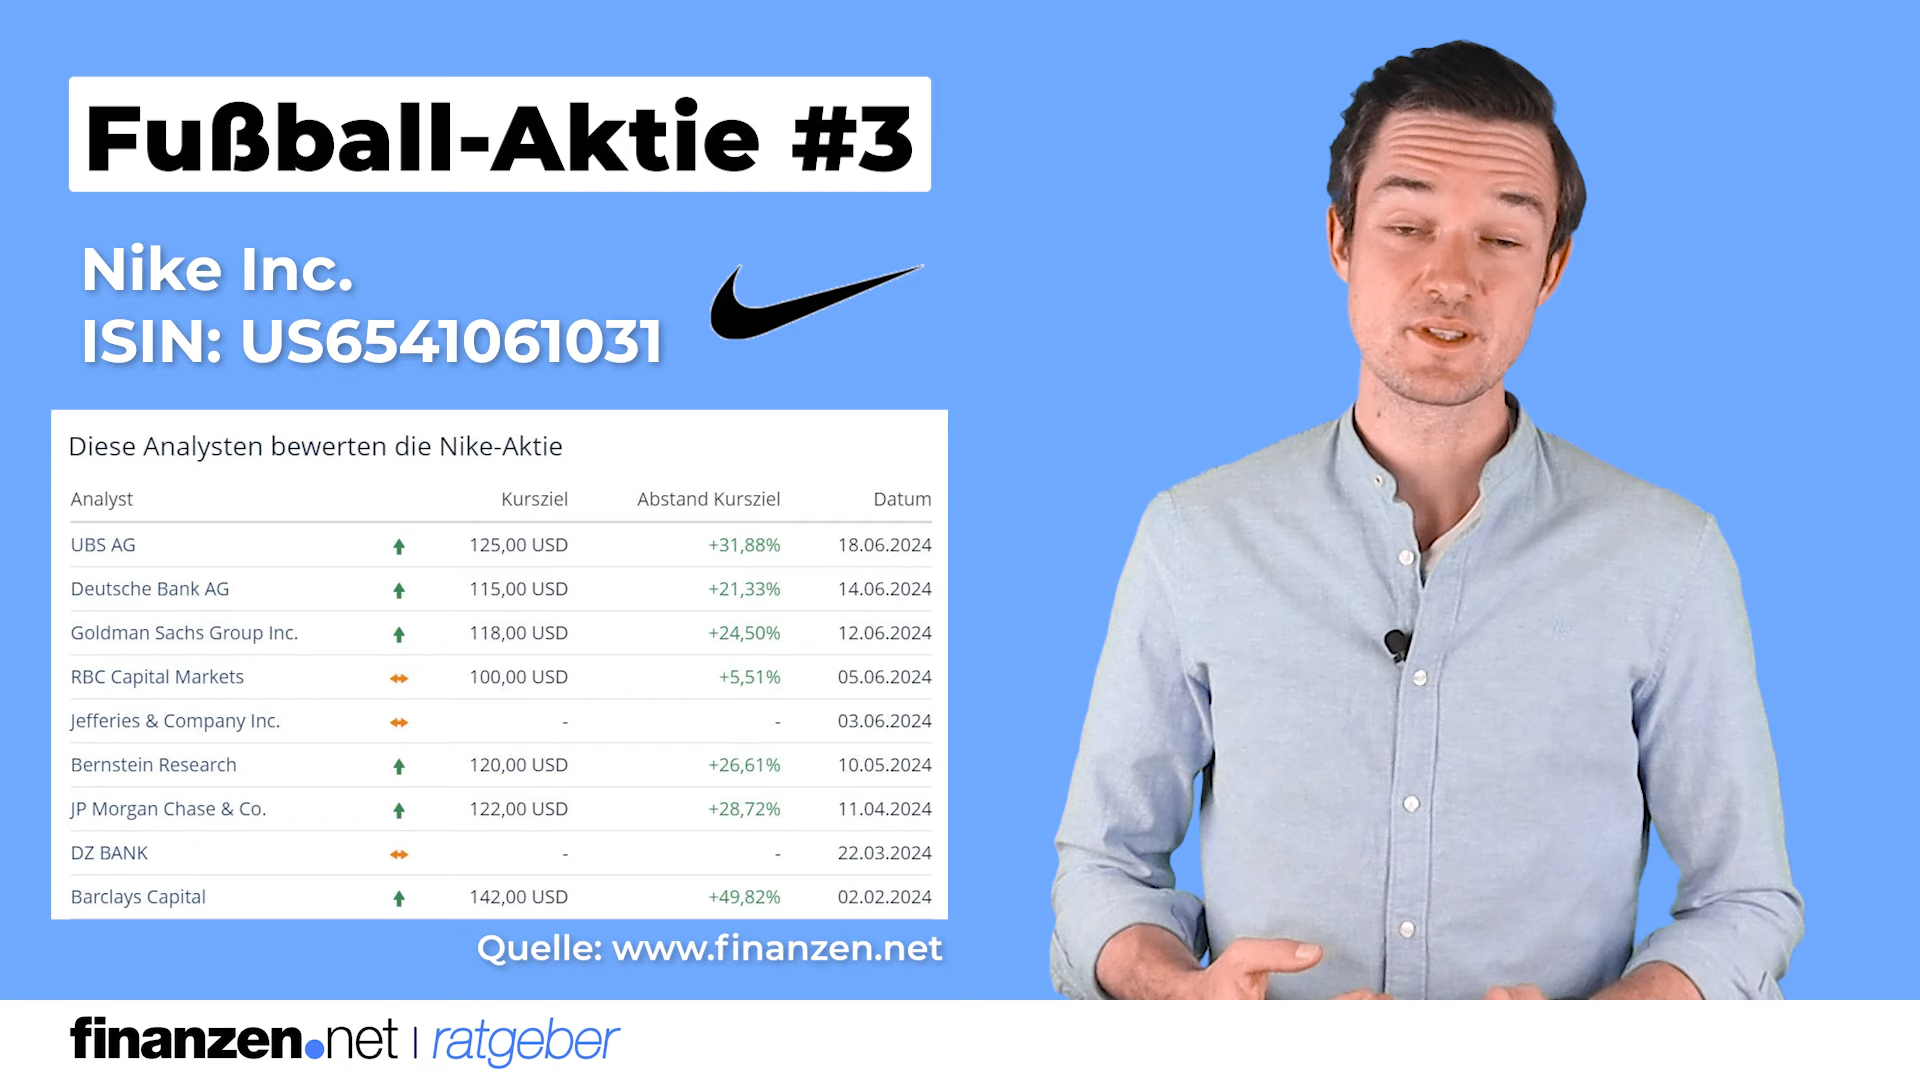 Fußball-Aktie #3
Nike Inc.
ISIN: US6541061031
Diese Analysten bewerten die Nike-Aktie
Analyst Kursziel Abstand Kursziel Datum
UBS AG 125,00 USD +31,88% 18.06.2024
Deutsche Bank AG 115,00 USD +21,33% 14.06.2024
Goldman Sachs Group Inc. 118,00 USD +24,50% 12.06.2024
RBC Capital Markets 100,00 USD +5,51% 05.06.2024
Jefferies & Company Inc. - - 03.06.2024
Bernstein Research 120,00 USD +26,61% 10.05.2024
JP Morgan Chase & Co. 122,00 USD +28,72% 11.04.2024
DZ BANK - - 22.03.2024
Barclays Capital 142,00 USD +49,82% 02.02.2024
Quelle: www.finanzen.net
finanzen.net | ratgeber